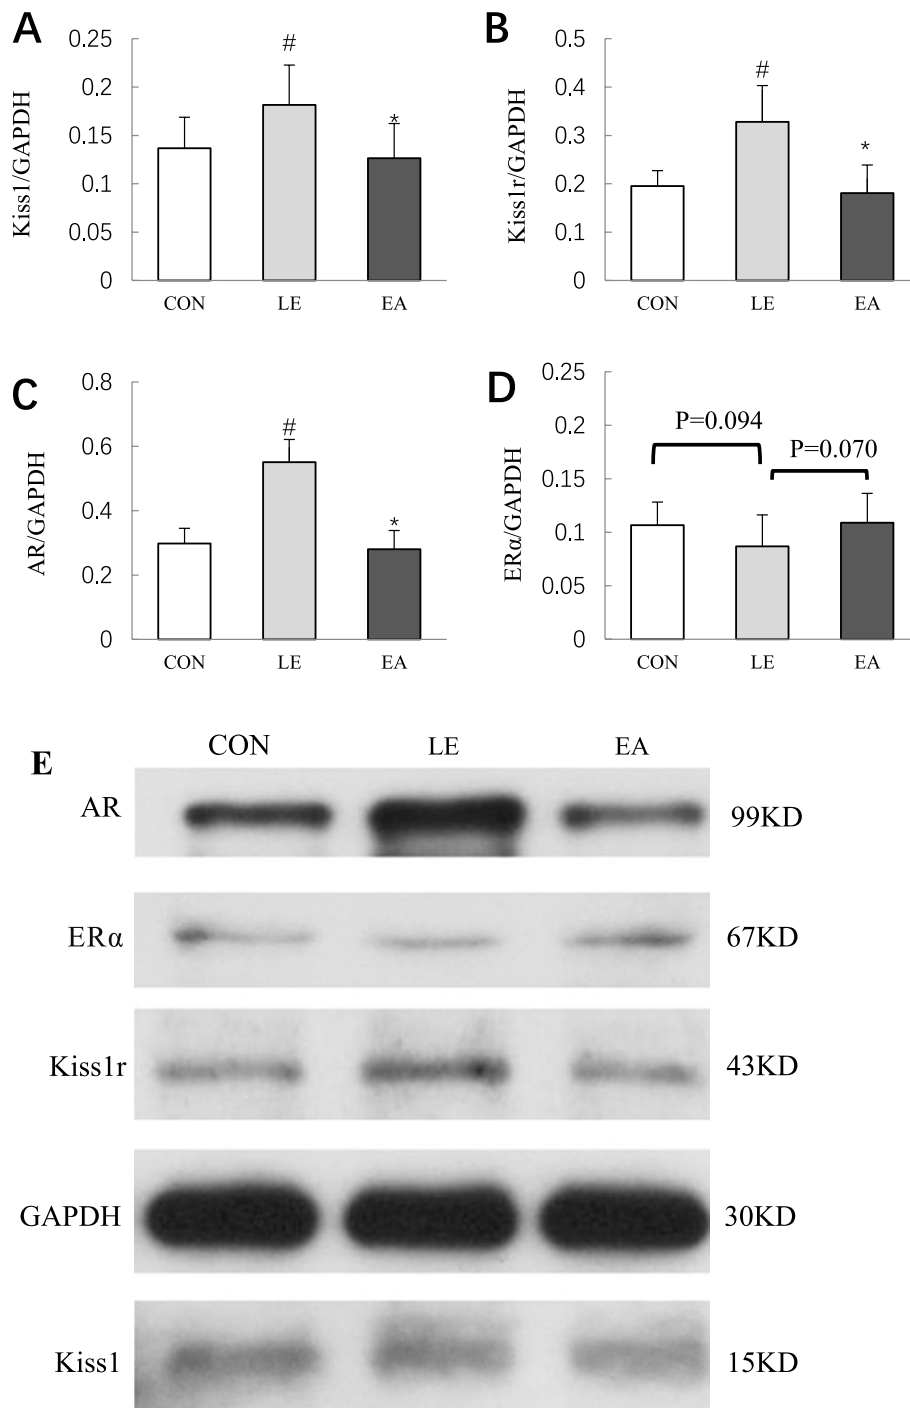 A
Kiss1/GAPDH
0.25
0.2
0.15
0.1
0.05
0
#
*
CON LE EA
B
Kiss1r/GAPDH
0.5
0.4
0.3
0.2
0.1
0
#
*
CON LE EA
C
AR/GAPDH
0.8
0.6
0.4
0.2
0
#
*
CON LE EA
D
ERα/GAPDH
0.25
0.2
0.15
0.1
0.05
0
P=0.094
P=0.070
CON LE EA
E
CON LE EA
AR 99KD
ERα 67KD
Kiss1r 43KD
GAPDH 30KD
Kiss1 15KD